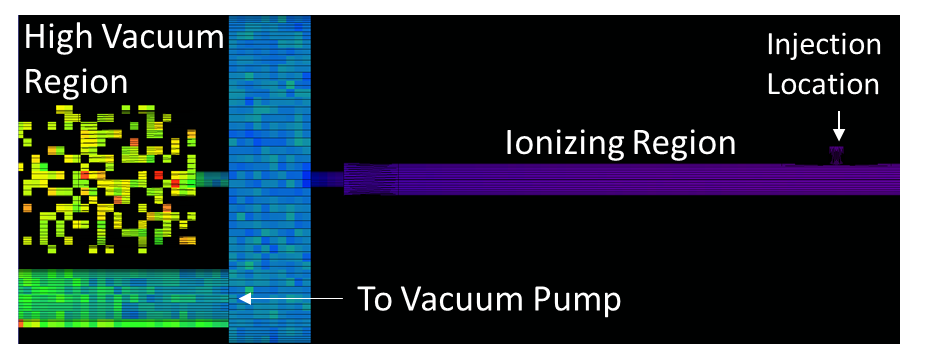 High Vacuum
Region
Injection
Location
Ionizing Region
To Vacuum Pump